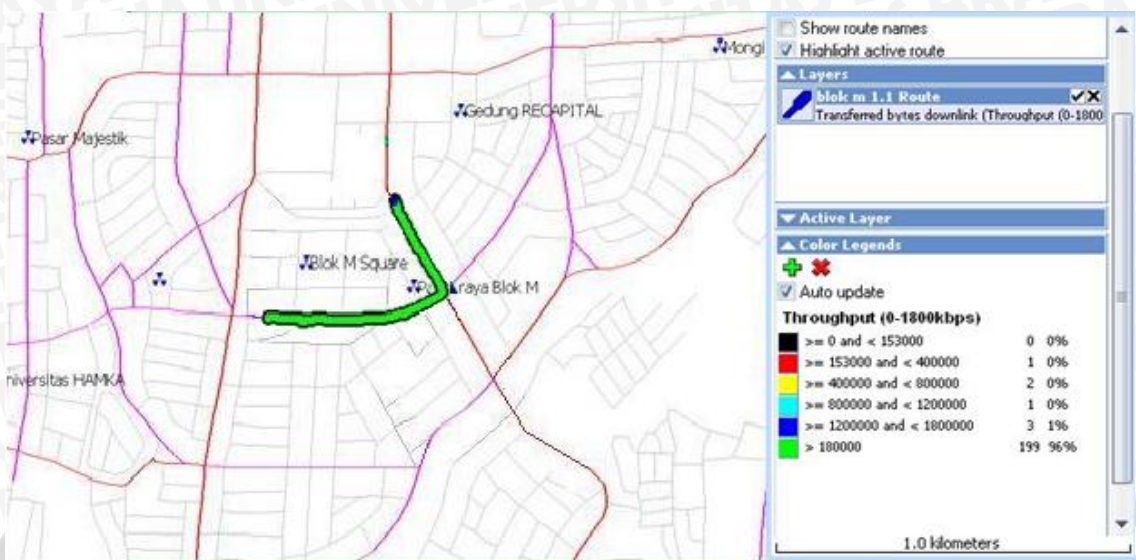 Mongi
Gedung RECAPITAL
Pasar Majestik
Blok M Square
raya Blok M
niversitas HAMKA
Show route names
Highlight active route
Layers
blok m 1.1 Route
Transferred bytes downlink (Throughput (0-1800
Active Layer
Color Legends
Auto update
Throughput (0-1800kbps)
>= 0 and < 153000 0 0%
>= 153000 and < 400000 1 0%
>= 400000 and < 800000 2 0%
>= 800000 and < 1200000 1 0%
>= 1200000 and < 1800000 3 1%
> 180000 199 96%
1.0 kilometers